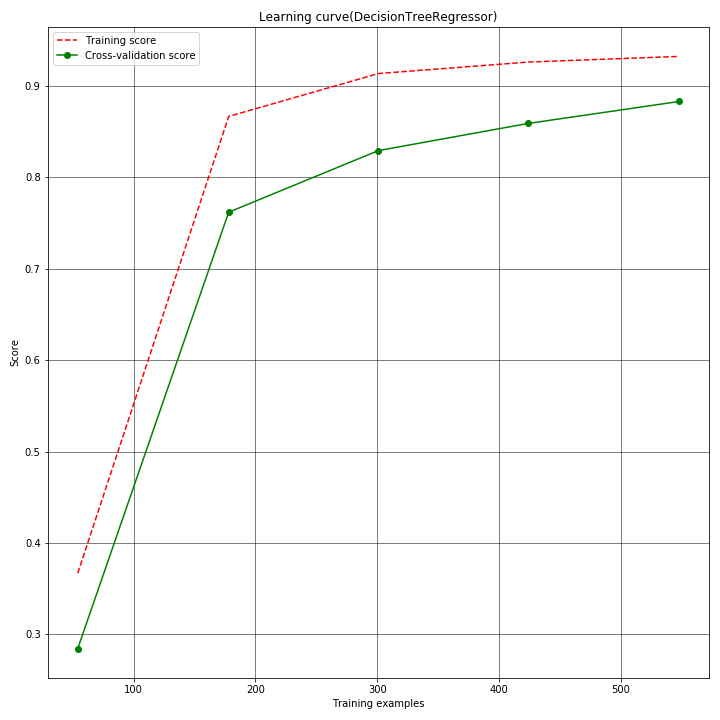 Learning curve(DecisionTreeRegressor)
Training score
Cross-validation score
0.9
0.8
0.7
0.6
0.5
0.4
0.3
Score
100 200 300 400 500
Training examples